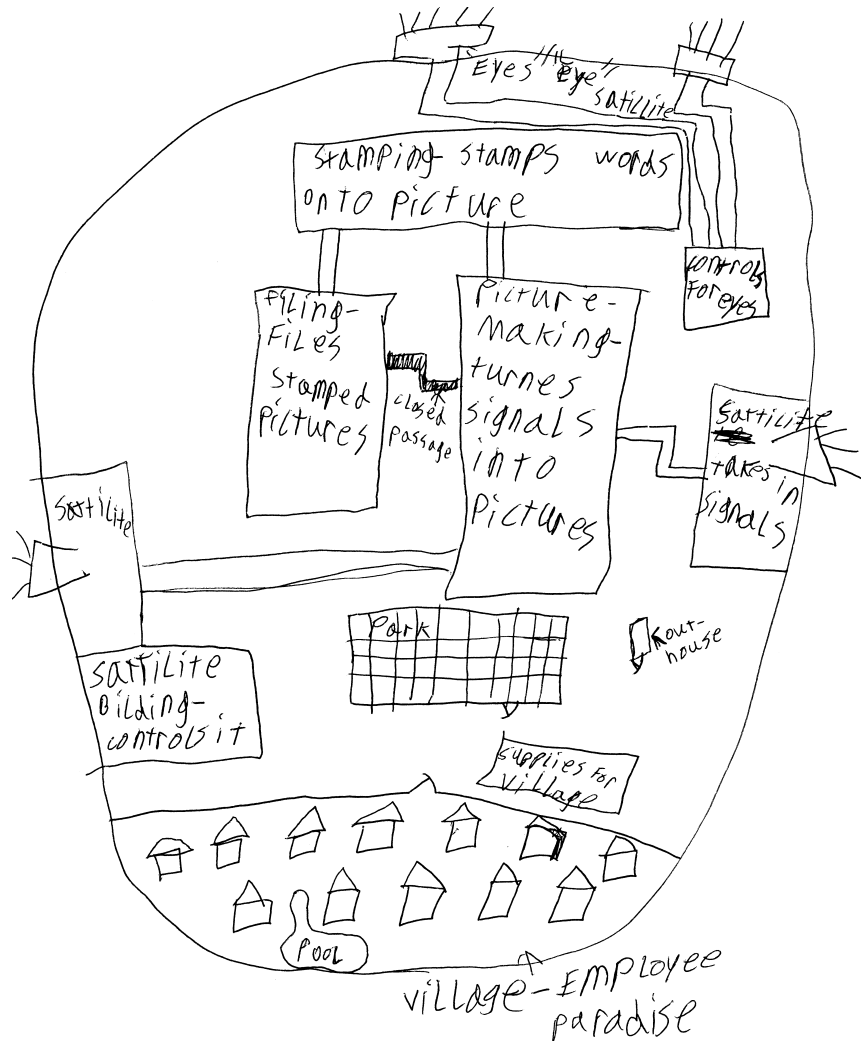 "Eyes" "eye"
satillite
Stamping- stamps words
onto picture
controls
For eyes
Filing-
Files
stamped
pictures
closed
passage
picture-
Making-
turnes
signals
into
pictures
sattilite
takes in
signals
sattilite
Park
out-
house
sattilite
Bilding-
controls it
supplies for
village
Pool
village- Employee
paradise